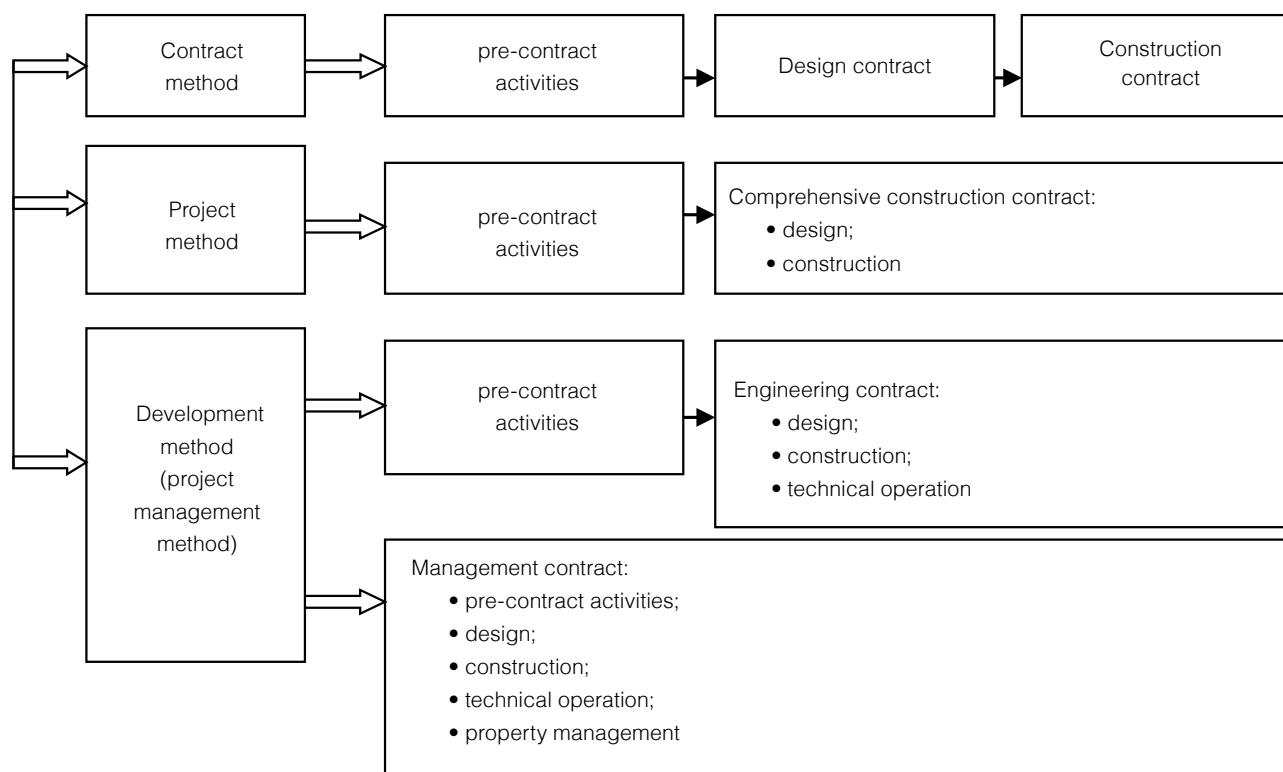 Contract
method
pre-contract
activities
Design contract
Construction
contract
Project
method
pre-contract
activities
Comprehensive construction contract:
• design;
• construction
Development
method
(project
management
method)
pre-contract
activities
Engineering contract:
• design;
• construction;
• technical operation
Management contract:
• pre-contract activities;
• design;
• construction;
• technical operation;
• property management